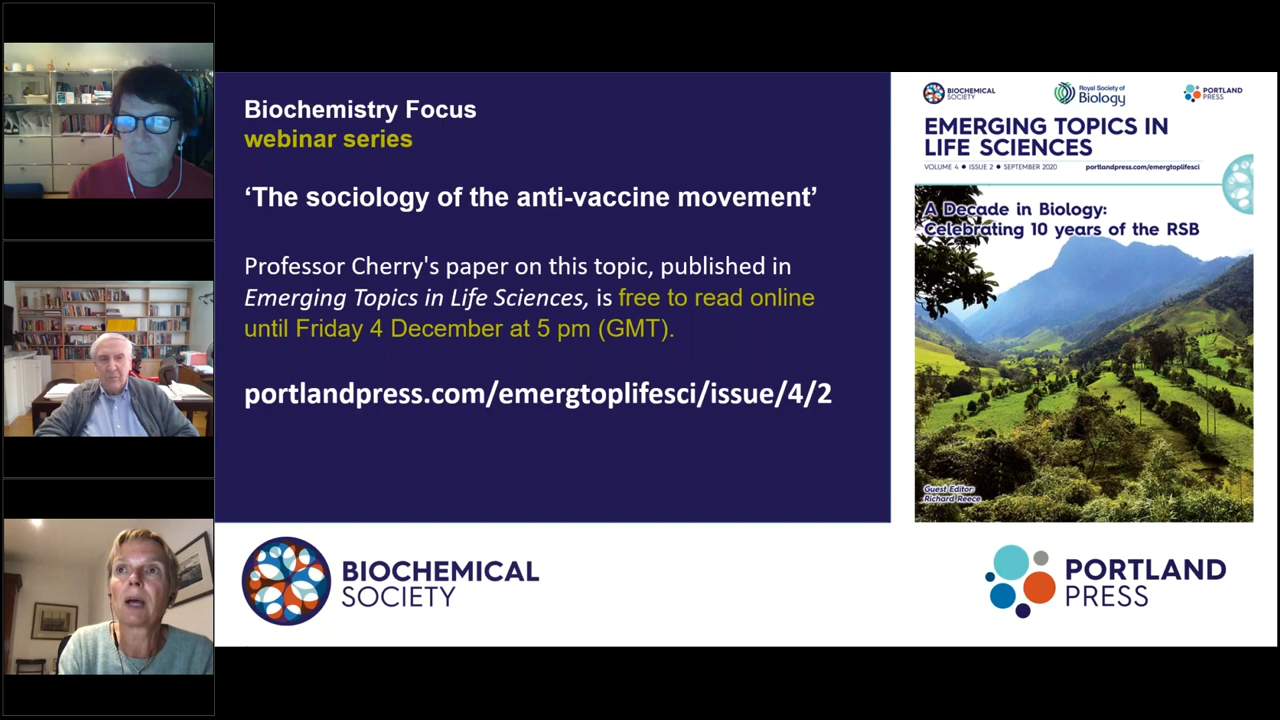 Biochemistry Focus
webinar series
‘The sociology of the anti-vaccine movement’
Professor Cherry's paper on this topic, published in
Emerging Topics in Life Sciences, is free to read online
until Friday 4 December at 5 pm (GMT).
portlandpress.com/emergtoplifesci/issue/4/2
BIOCHEMICAL
SOCIETY
Royal Society of
Biology
PORTLAND
PRESS
EMERGING TOPICS IN
LIFE SCIENCES
VOLUME 4 ● ISSUE 2 ● SEPTEMBER 2020
portlandpress.com/emergtoplifesci
A Decade in Biology:
Celebrating 10 years of the RSB
Guest Editor:
Richard Reece
BIOCHEMICAL
SOCIETY
PORTLAND
PRESS